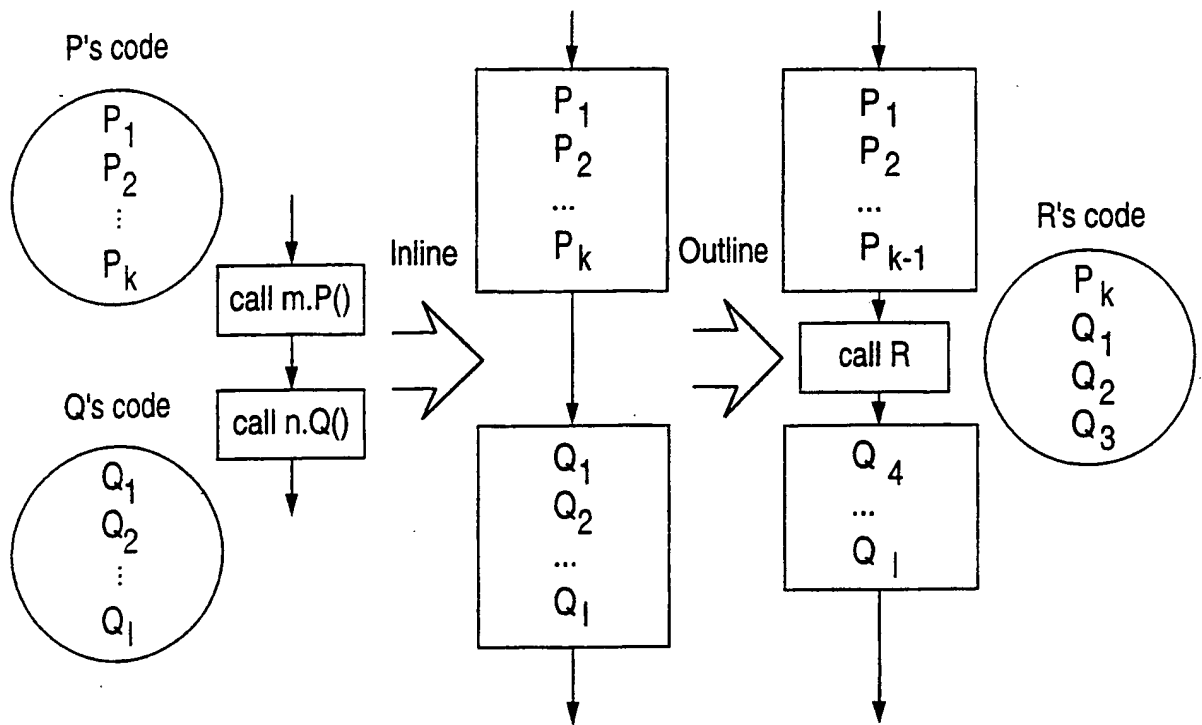 P's code
P1
P2
⋮
Pk
call m.P()
call n.Q()
Q's code
Q1
Q2
⋮
Ql
Inline
P1
P2
...
Pk
Q1
Q2
...
Ql
Outline
P1
P2
...
Pk-1
call R
Q4
...
Ql
R's code
Pk
Q1
Q2
Q3